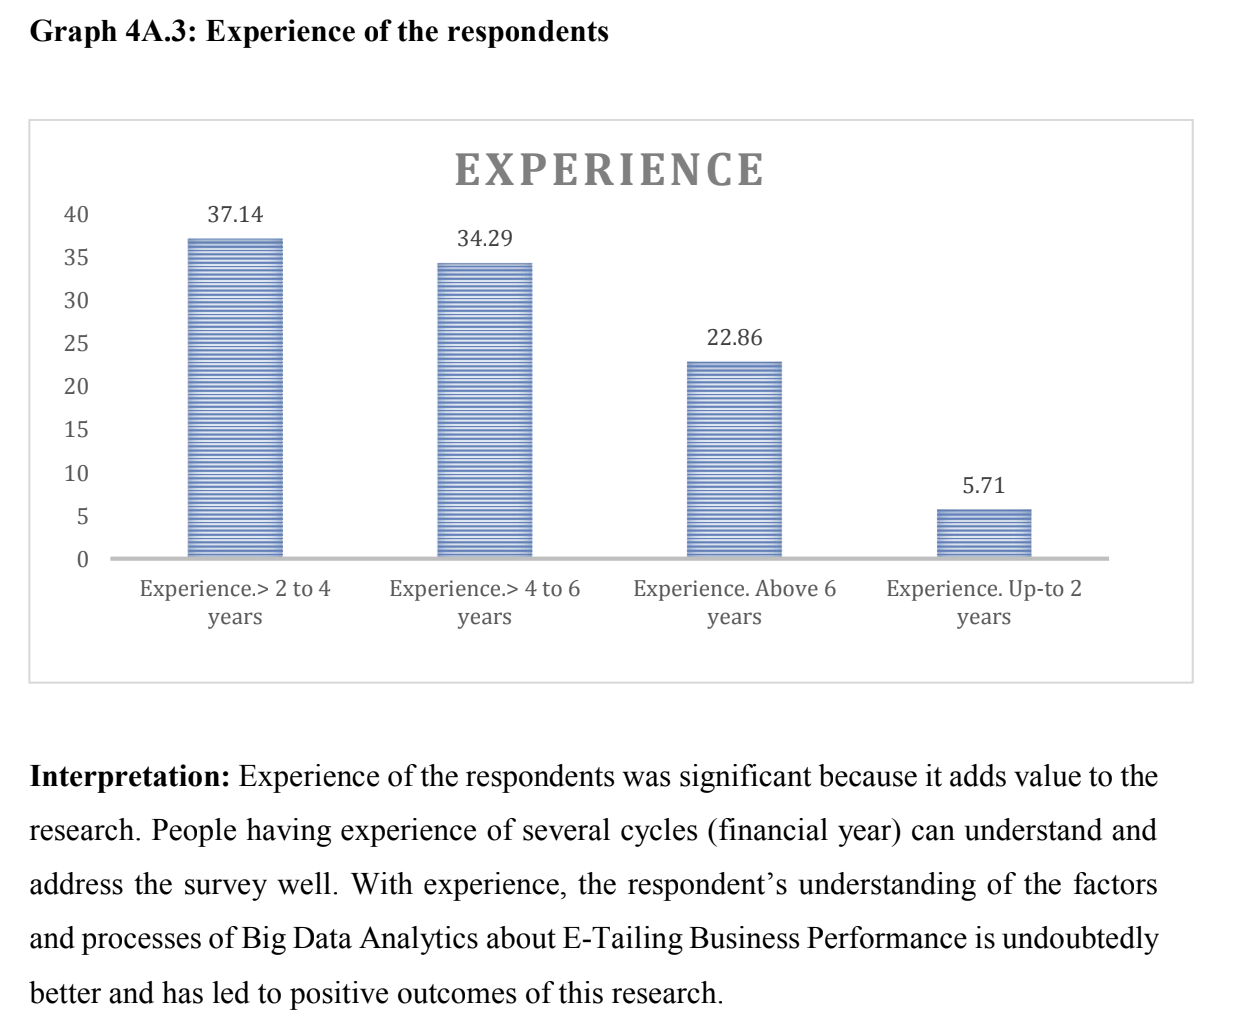 Graph 4A.3: Experience of the respondents
EXPERIENCE
40
35
30
25
20
15
10
5
0
37.14
34.29
22.86
5.71
Experience.> 2 to 4
years
Experience.> 4 to 6
years
Experience. Above 6
years
Experience. Up-to 2
years
Interpretation: Experience of the respondents was significant because it adds value to the
research. People having experience of several cycles (financial year) can understand and
address the survey well. With experience, the respondent’s understanding of the factors
and processes of Big Data Analytics about E-Tailing Business Performance is undoubtedly
better and has led to positive outcomes of this research.